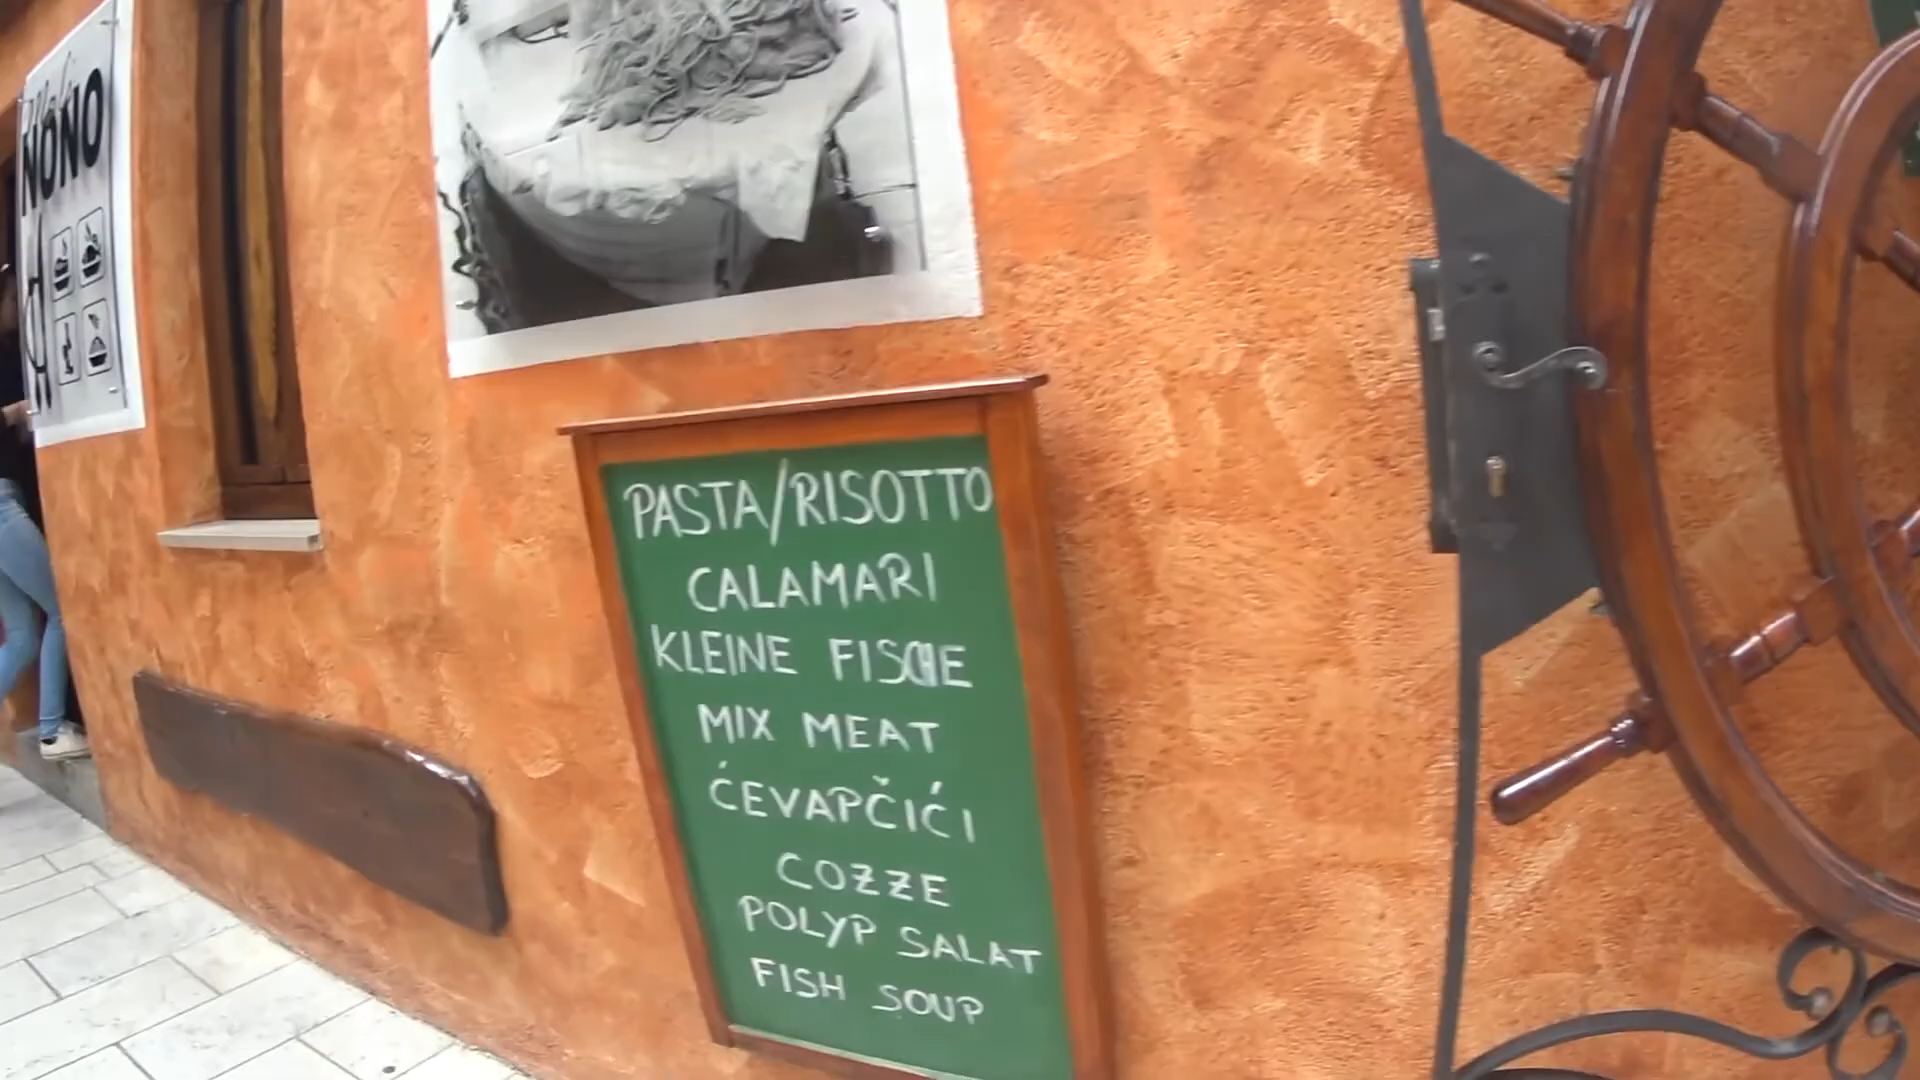 NONO
PASTA/RISOTTO
CALAMARI
KLEINE FISCHE
MIX MEAT
ĆEVAPČIĆI
COZZE
POLYP SALAT
FISH SOUP